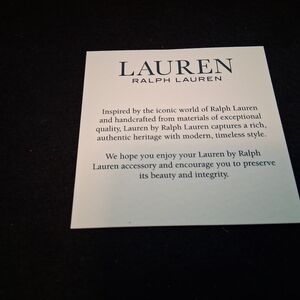 LAUREN
RALPH LAUREN
Inspired by the iconic world of Ralph Lauren
and handcrafted from materials of exceptional
quality, Lauren by Ralph Lauren captures a rich,
authentic heritage with modern, timeless style.
We hope you enjoy your Lauren by Ralph
Lauren accessory and encourage you to preserve
its beauty and integrity.